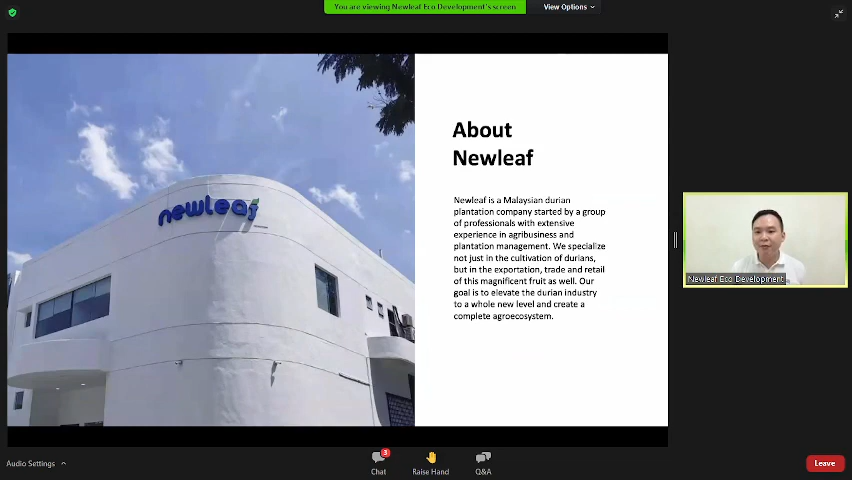 You are viewing Newleaf Eco Development's screen
View Options
newleaf
About
Newleaf
Newleaf is a Malaysian durian
plantation company started by a group
of professionals with extensive
experience in agribusiness and
plantation management. We specialize
not just in the cultivation of durians,
but in the exportation, trade and retail
of this magnificent fruit as well. Our
goal is to elevate the durian industry
to a whole new level and create a
complete agroecosystem.
Newleaf Eco Development
Audio Settings
3
Chat
Raise Hand
Q&A
Leave